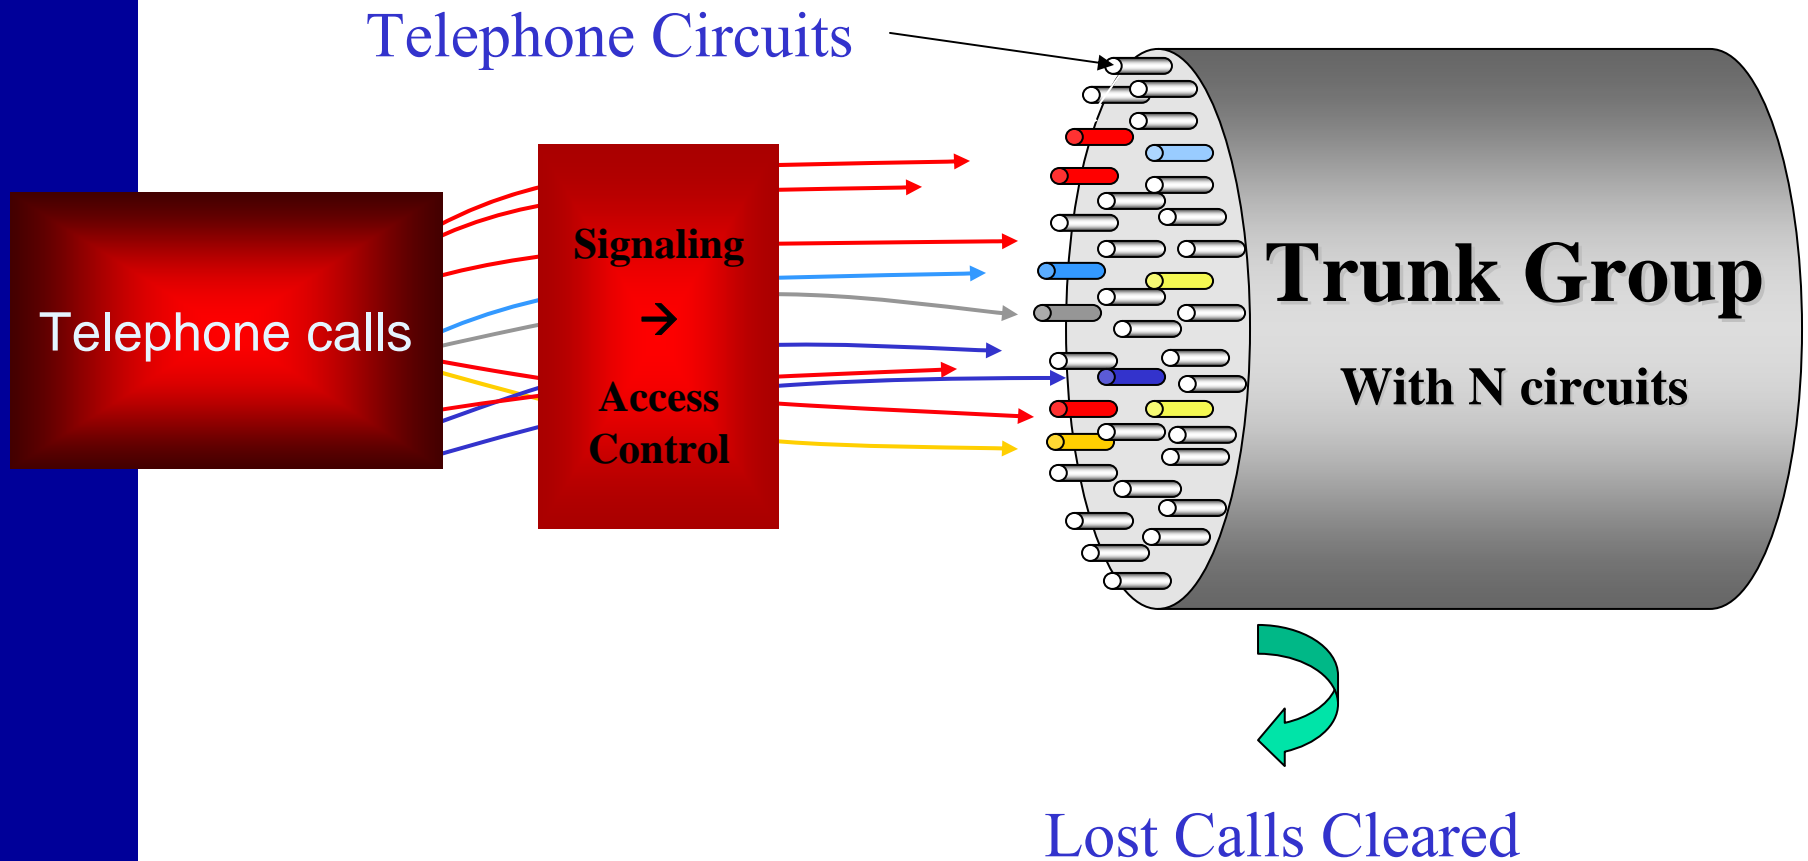 Telephone Circuits
Telephone calls
Signaling
→
Access
Control
Trunk Group
With N circuits
Lost Calls Cleared